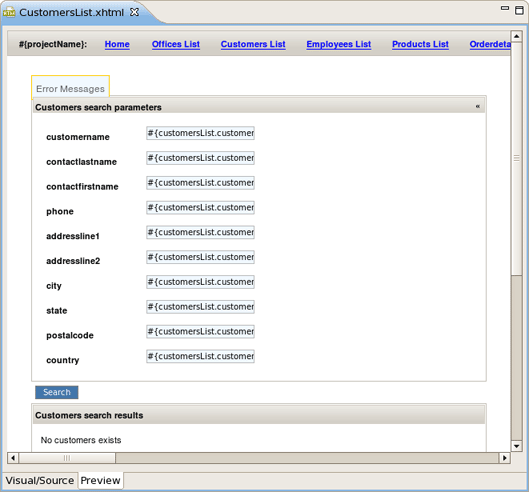 CustomersList.xhtml
#{projectName}: Home Offices List Customers List Employees List Products List Orderdeta
Error Messages
Customers search parameters «
customername #{customersList.customer
contactlastname #{customersList.customer
contactfirstname #{customersList.customer
phone #{customersList.customer
addressline1 #{customersList.customer
addressline2 #{customersList.customer
city #{customersList.customer
state #{customersList.customer
postalcode #{customersList.customer
country #{customersList.customer
Search
Customers search results
No customers exists
Visual/Source Preview